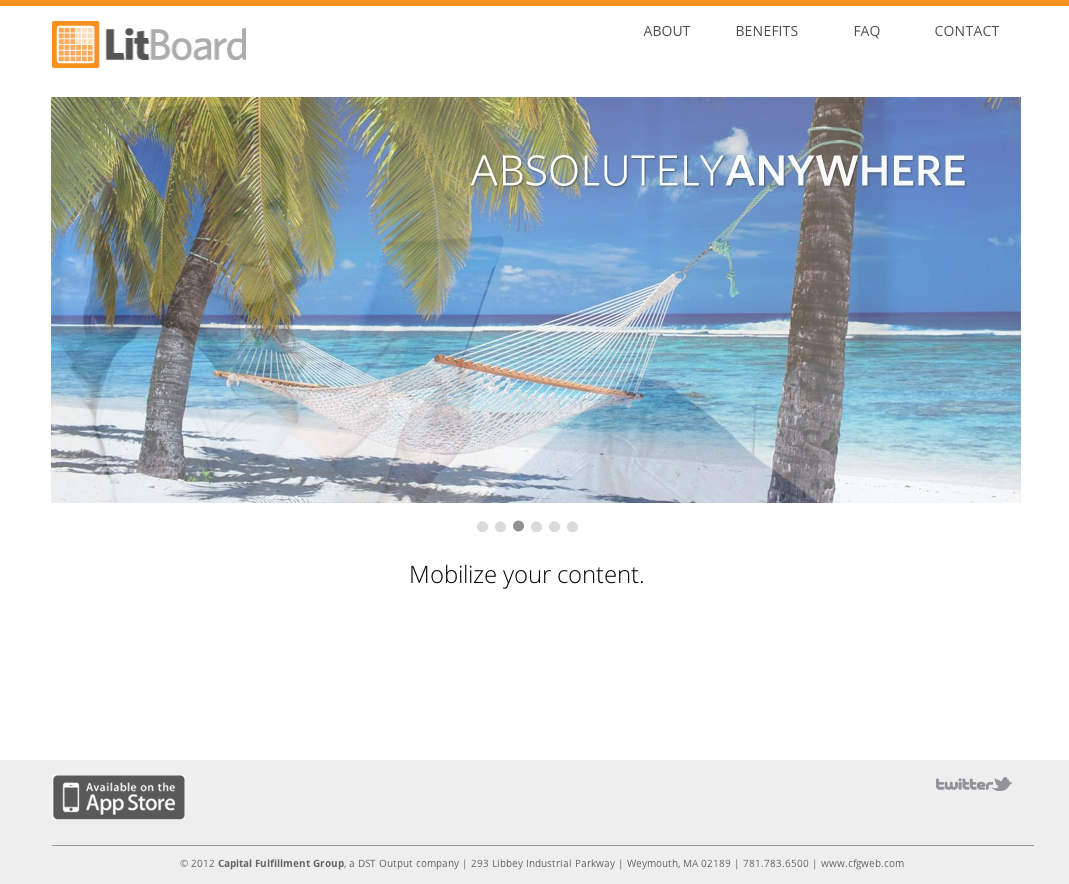 LitBoard
ABOUT BENEFITS FAQ CONTACT
ABSOLUTELYANYWHERE
Mobilize your content.
Available on the
App Store
twitter
© 2012 Capital Fulfillment Group, a DST Output company | 293 Libbey Industrial Parkway | Weymouth, MA 02189 | 781.783.6500 | www.cfgweb.com